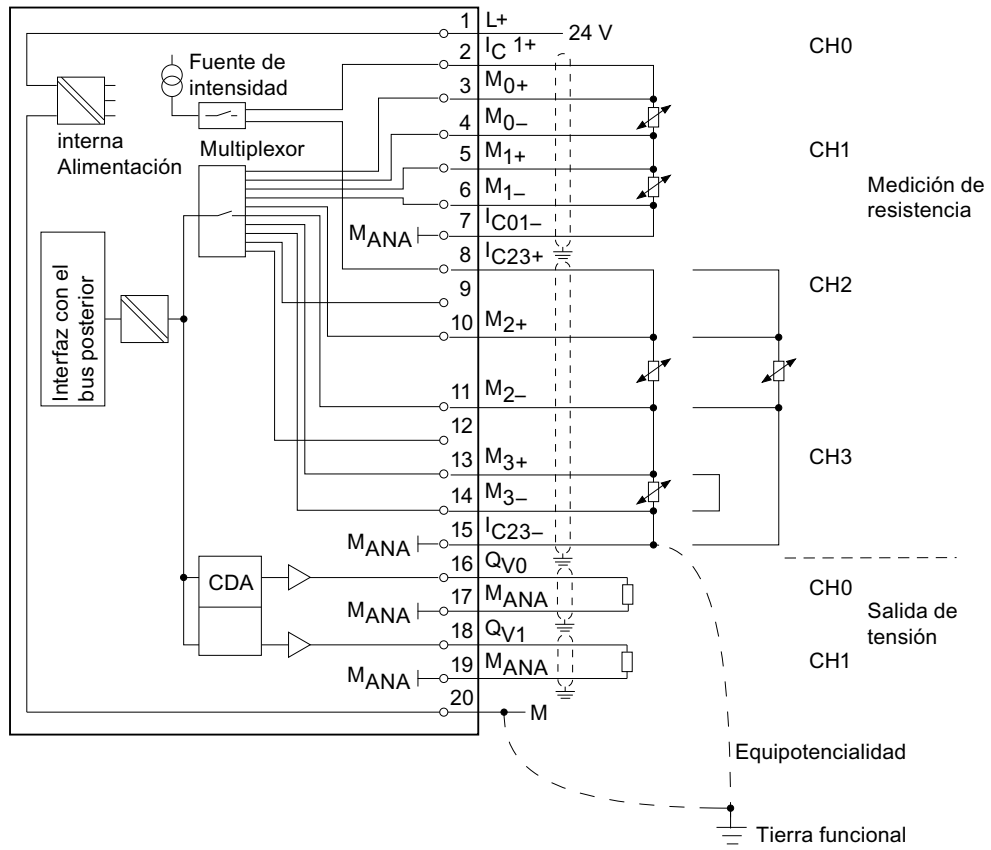 1 L+
24 V
2 IC 1+
CH0
Fuente de
intensidad
3 M0+
4 M0–
interna
Alimentación
Multiplexor
5 M1+
CH1
6 M1–
Medición de
resistencia
7 IC01–
MANA
8 IC23+
9
CH2
10 M2+
Interfaz con el
bus posterior
11 M2–
12
13 M3+
CH3
14 M3–
15 IC23–
MANA
16 QV0
CDA
CH0
17 MANA
MANA
Salida de
tensión
18 QV1
19 MANA
CH1
MANA
20
M
Equipotencialidad
Tierra funcional